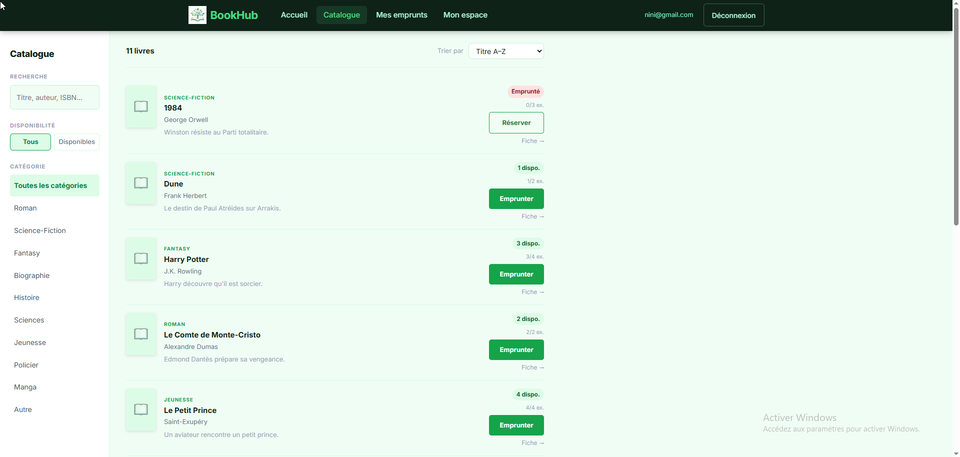 BookHub
Accueil
Catalogue
Mes emprunts
Mon espace
nini@gmail.com
Déconnexion
Catalogue
RECHERCHE
Titre, auteur, ISBN...
DISPONIBILITÉ
Tous
Disponibles
CATÉGORIE
Toutes les catégories
Roman
Science-Fiction
Fantasy
Biographie
Histoire
Sciences
Jeunesse
Policier
Manga
Autre
11 livres
Trier par
Titre A–Z
SCIENCE-FICTION
1984
George Orwell
Winston résiste au Parti totalitaire.
Emprunté
0/3 ex.
Réserver
Fiche →
SCIENCE-FICTION
Dune
Frank Herbert
Le destin de Paul Atréides sur Arrakis.
1 dispo.
1/2 ex.
Emprunter
Fiche →
FANTASY
Harry Potter
J.K. Rowling
Harry découvre qu'il est sorcier.
3 dispo.
3/4 ex.
Emprunter
Fiche →
ROMAN
Le Comte de Monte-Cristo
Alexandre Dumas
Edmond Dantès prépare sa vengeance.
2 dispo.
2/2 ex.
Emprunter
Fiche →
JEUNESSE
Le Petit Prince
Saint-Exupéry
Un aviateur rencontre un petit prince.
4 dispo.
4/4 ex.
Emprunter
Fiche →
Activer Windows
Accédez aux paramètres pour activer Windows.